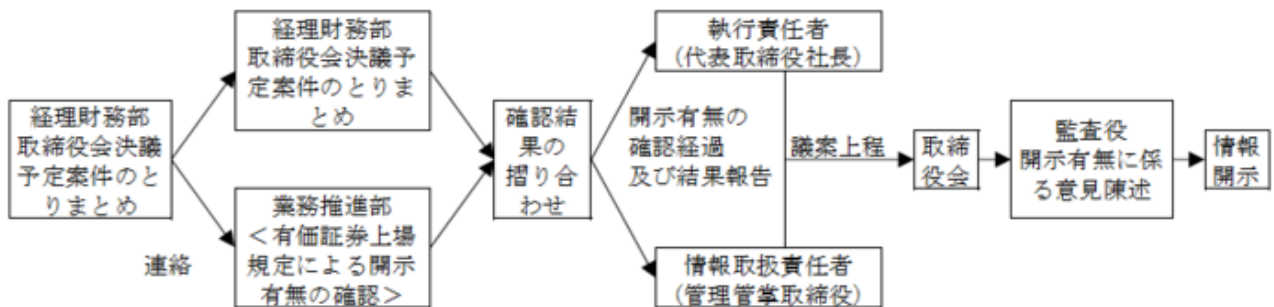 経理財務部
取締役会決議
予定案件のと
りまとめ
連絡
経理財務部
取締役会決議予
定案件のとりま
とめ
業務推進部
＜有価証券上場
規定による開示
有無の確認＞
確認結
果の
摺り合
わせ
執行責任者
（代表取締役社長）
開示有無の
確認経過
及び結果報告
情報取扱責任者
（管理管掌取締役）
議案上程
取締
役会
監査役
開示有無に係
る意見陳述
情報
開示